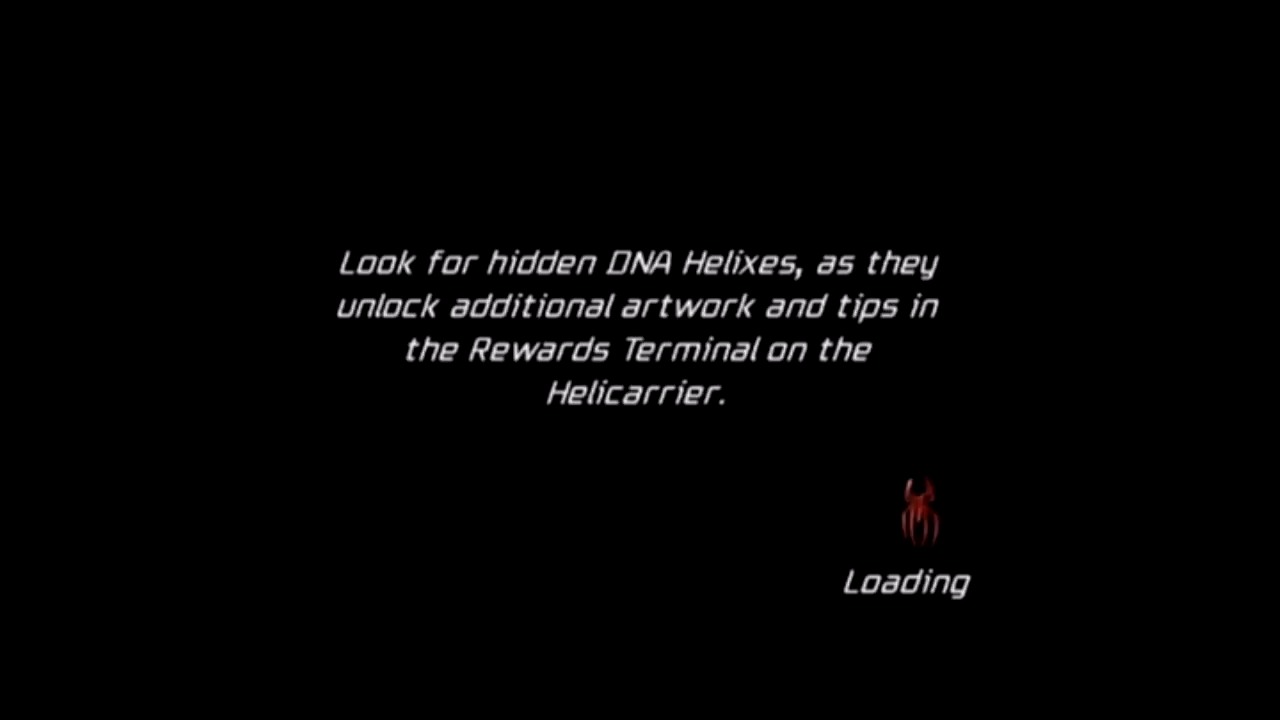 Look for hidden DNA Helixes, as they
unlock additional artwork and tips in
the Rewards Terminal on the
Helicarrier.
Loading